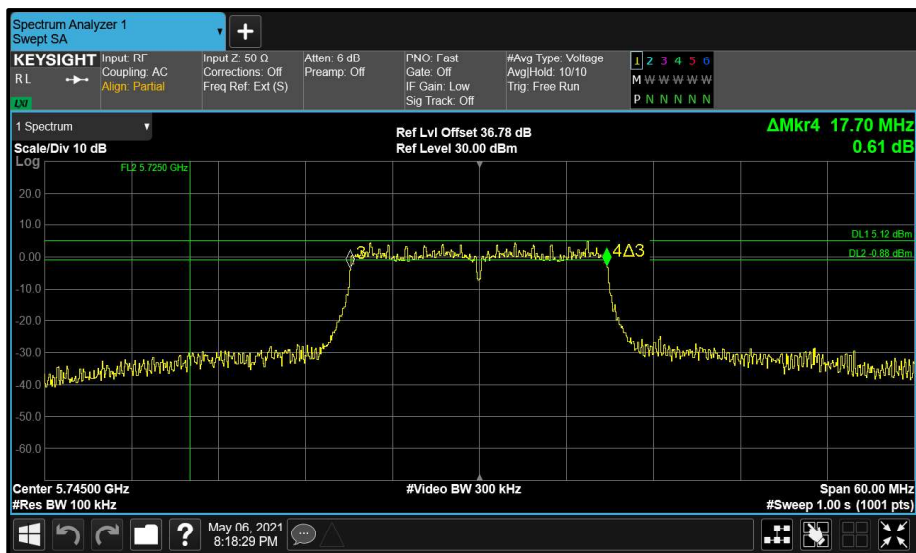 Spectrum Analyzer 1
Swept SA
+
KEYSIGHT
Input: RF
Input Z: 50 Ω
Atten: 6 dB
PNO: Fast
#Avg Type: Voltage
1 2 3 4 5 6
RL
Coupling: AC
Corrections: Off
Preamp: Off
Gate: Off
Avg|Hold: 10/10
M W W W W W
Align: Partial
Freq Ref: Ext (S)
IF Gain: Low
Trig: Free Run
Sig Track: Off
P N N N N N
LXI
1 Spectrum
Ref Lvl Offset 36.78 dB
ΔMkr4 17.70 MHz
Scale/Div 10 dB
Ref Level 30.00 dBm
0.61 dB
Log
FL2 5.7250 GHz
20.0
10.0
DL1 5.12 dBm
0.00
3
4Δ3
DL2 -0.88 dBm
-10.0
-20.0
-30.0
-40.0
-50.0
-60.0
Center 5.74500 GHz
#Video BW 300 kHz
Span 60.00 MHz
#Res BW 100 kHz
#Sweep 1.00 s (1001 pts)
?
May 06, 2021
8:18:29 PM